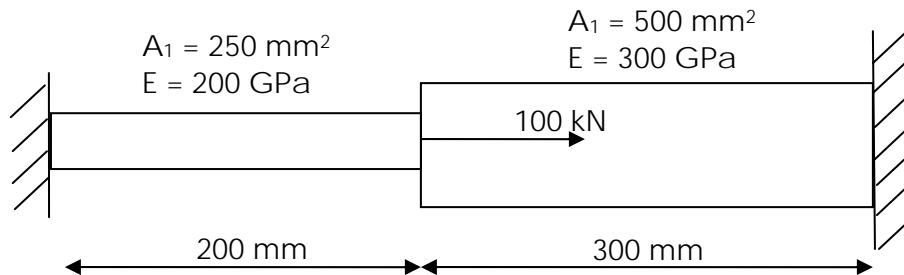 A₁ = 250 mm²
E = 200 GPa
A₁ = 500 mm²
E = 300 GPa
100 kN
200 mm
300 mm